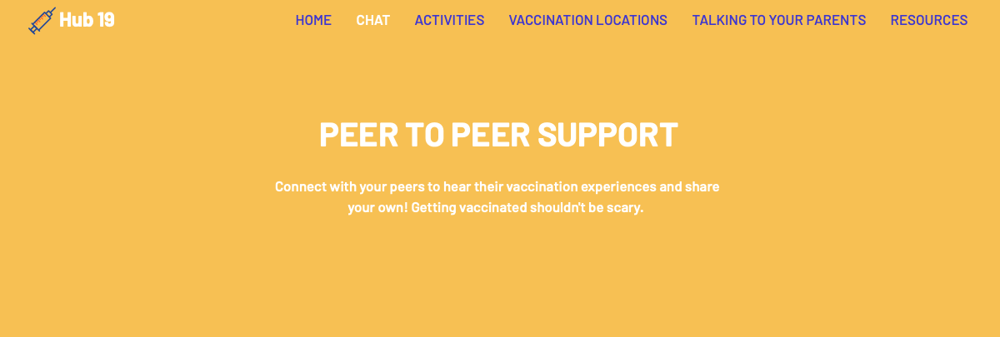 Hub 19
HOME CHAT ACTIVITIES VACCINATION LOCATIONS TALKING TO YOUR PARENTS RESOURCES
PEER TO PEER SUPPORT
Connect with your peers to hear their vaccination experiences and share
your own! Getting vaccinated shouldn't be scary.